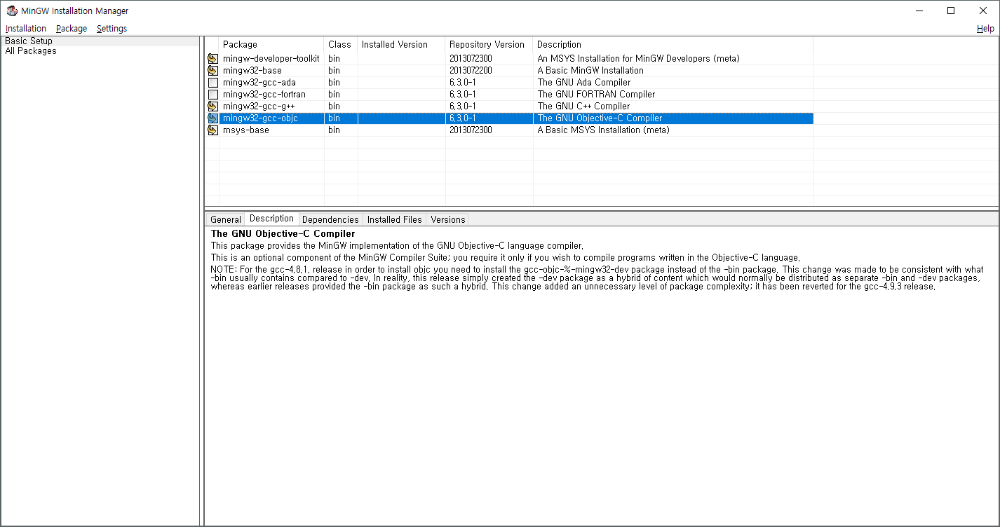 MinGW Installation Manager
Installation Package Settings Help
Basic Setup
All Packages
Package Class Installed Version Repository Version Description
mingw-developer-toolkit bin 2013072300 An MSYS Installation for MinGW Developers (meta)
mingw32-base bin 2013072200 A Basic MinGW Installation
mingw32-gcc-ada bin 6.3.0-1 The GNU Ada Compiler
mingw32-gcc-fortran bin 6.3.0-1 The GNU FORTRAN Compiler
mingw32-gcc-g++ bin 6.3.0-1 The GNU C++ Compiler
mingw32-gcc-objc bin 6.3.0-1 The GNU Objective-C Compiler
msys-base bin 2013072300 A Basic MSYS Installation (meta)
General Description Dependencies Installed Files Versions
The GNU Objective-C Compiler
This package provides the MinGW implementation of the GNU Objective-C language compiler.
This is an optional component of the MinGW Compiler Suite; you require it only if you wish to compile programs written in the Objective-C language.
NOTE: For the gcc-4.8.1, release in order to install objc you need to install the gcc-objc-%-mingw32-dev package instead of the -bin package. This change was made to be consistent with what
-bin usually contains compared to -dev. In reality, this release simply created the -dev package as a hybrid of content which would normally be distributed as separate -bin and -dev packages,
whereas earlier releases provided the -bin package as such a hybrid. This change added an unnecessary level of package complexity; it has been reverted for the gcc-4.9.3 release.